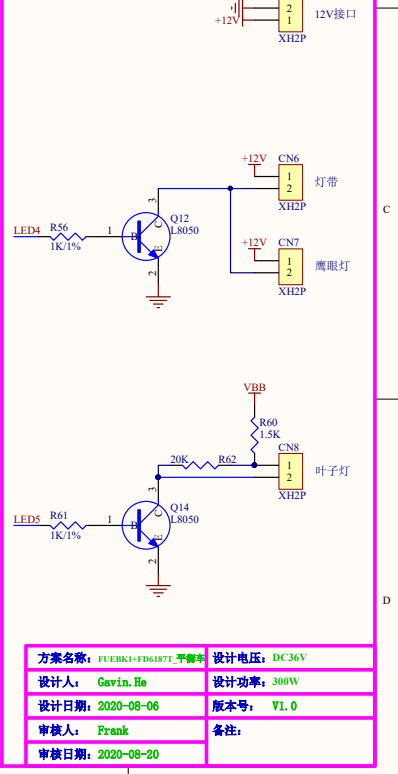 2
+12V 1 12V接口
XH2P
+12V CN6
1
2 灯带
XH2P
C
3
Q12
L8050
C
LED4 R56 1 B
1K/1%
E
2
+12V CN7
1
2 鹰眼灯
XH2P
VBB
R60
1.5K
CN8
20K R62 1
2 叶子灯
XH2P
3
Q14
L8050
C
LED5 R61 1 B
1K/1%
E
2
D
方案名称: FUEBK1+FD6187T_平衡车 设计电压: DC36V
设计人: Gavin.He 设计功率: 300W
设计日期: 2020-08-06 版本号: V1.0
审核人: Frank 备注:
审核日期: 2020-08-20